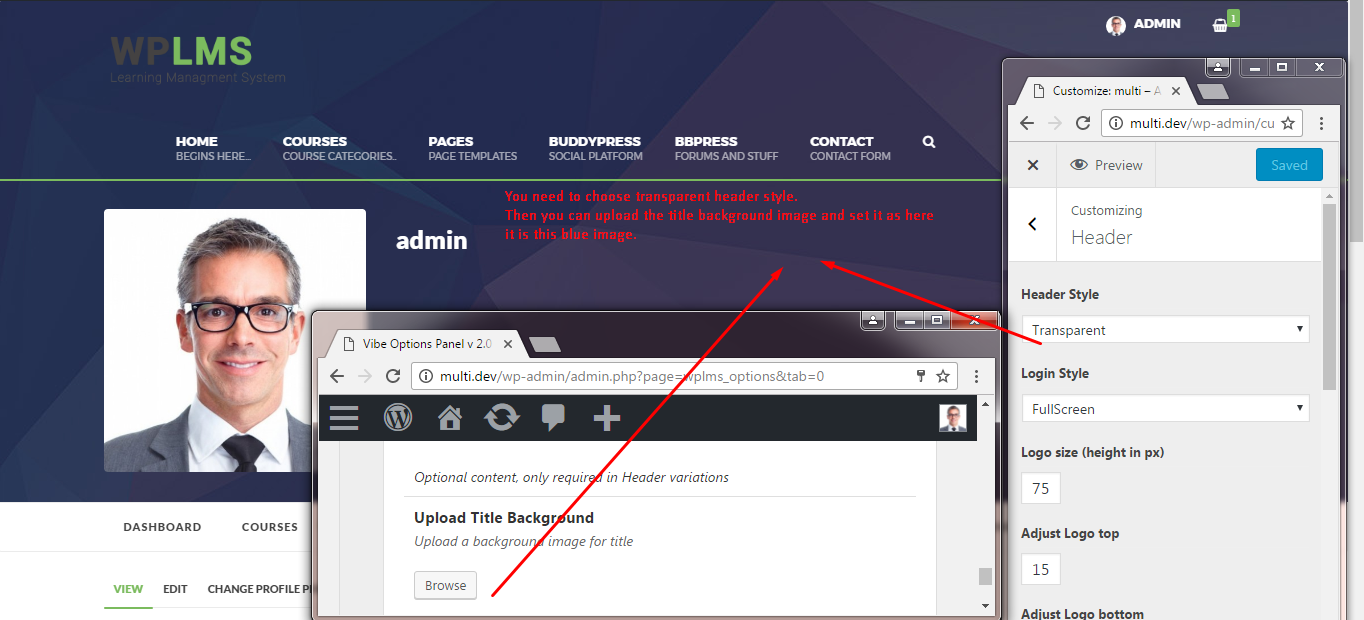 WPLMS
Learning Managment System
ADMIN
1
HOME
BEGINS HERE...
COURSES
COURSE CATEGORIES..
PAGES
PAGE TEMPLATES
BUDDYPRESS
SOCIAL PLATFORM
BBPRESS
FORUMS AND STUFF
CONTACT
CONTACT FORM
You need to choose transparent header style.
Then you can upload the title background image and set it as here
it is this blue image.
admin
DASHBOARD
COURSES
VIEW
EDIT
CHANGE PROFILE P
Vibe Options Panel v 2.0
multi.dev/wp-admin/admin.php?page=wplms_options&tab=0
Optional content, only required in Header variations
Upload Title Background
Upload a background image for title
Browse
Customize: multi – A
multi.dev/wp-admin/cu
Preview
Saved
Customizing
Header
Header Style
Transparent
Login Style
FullScreen
Logo size (height in px)
75
Adjust Logo top
15
Adjust Logo bottom